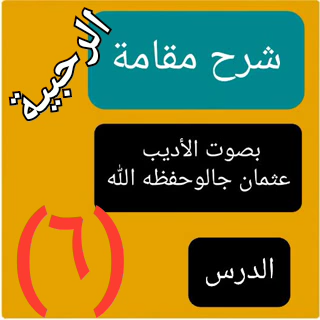 شرح مقامة
الرجبية
بصوت الأديب
عثمان جالوحفظه الله
الدرس
(٦)